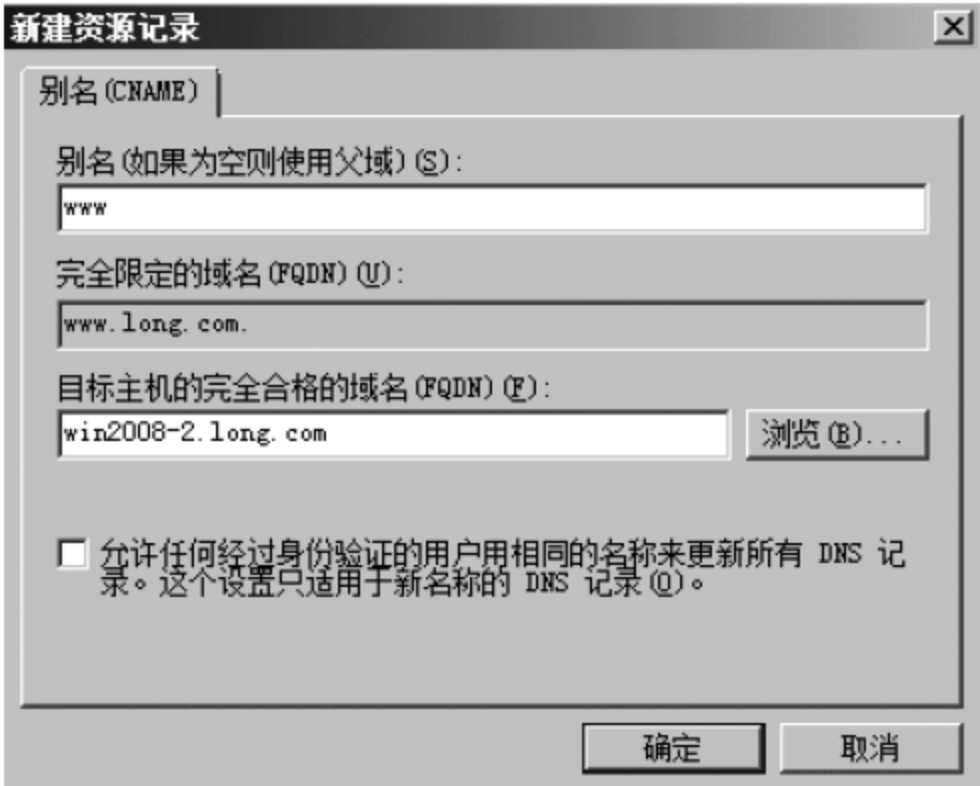 新建资源记录
别名(CNAME)
别名(如果为空则使用父域)(S):
www
完全限定的域名(FQDN)(U):
www.long.com.
目标主机的完全合格的域名(FQDN)(F):
win2008-2.long.com
浏览(B)...
允许任何经过身份验证的用户用相同的名称来更新所有 DNS 记
录。这个设置只适用于新名称的 DNS 记录(O)。
确定
取消